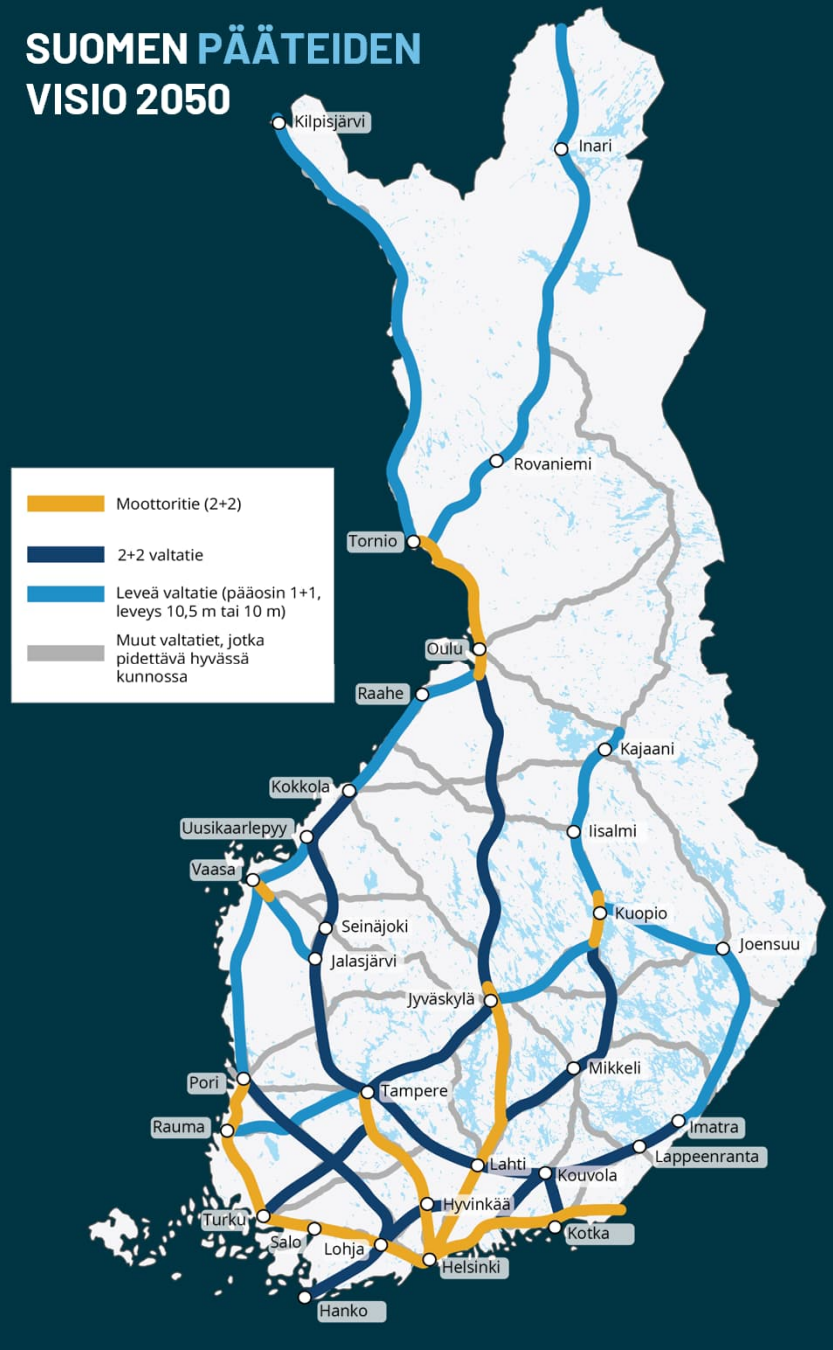 SUOMEN PÄÄTEIDEN
VISIO 2050
Kilpisjärvi
Inari
Rovaniemi
Moottoritie (2+2)
2+2 valtatie
Leveä valtatie (pääosin 1+1,
leveys 10,5 m tai 10 m)
Muut valtatiet, jotka
pidettävä hyvässä
kunnossa
Tornio
Oulu
Raahe
Kajaani
Kokkola
Uusikaarlepyy
Iisalmi
Vaasa
Kuopio
Seinäjoki
Joensuu
Jalasjärvi
Jyväskylä
Mikkeli
Pori
Tampere
Rauma
Imatra
Lappeenranta
Lahti
Kouvola
Hyvinkää
Turku
Kotka
Salo
Lohja
Helsinki
Hanko